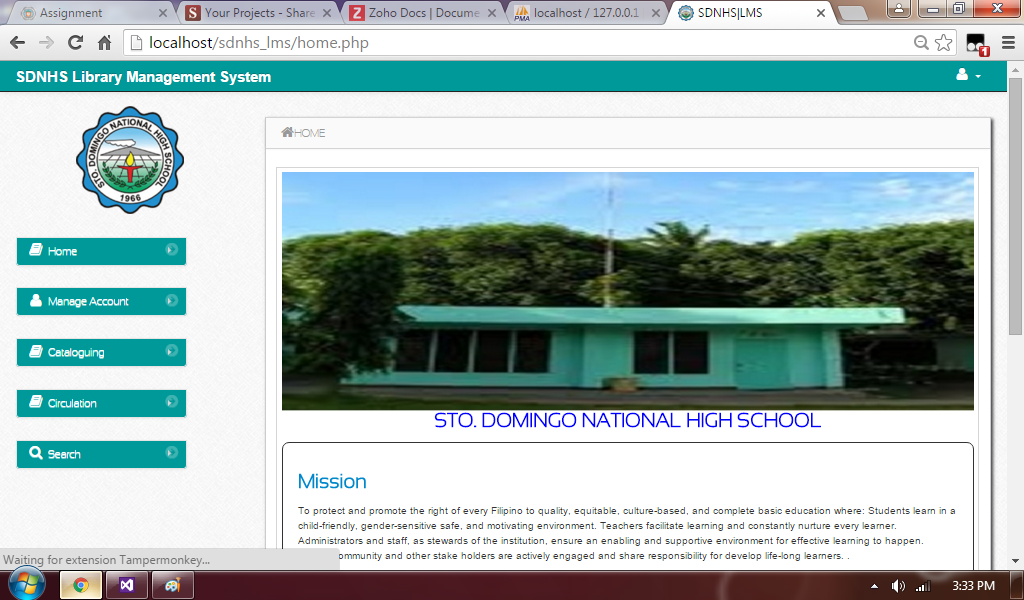 Assignment
Your Projects - Share
Zoho Docs | Docume
localhost / 127.0.0.1
SDNHS|LMS
localhost/sdnhs_lms/home.php
1
SDNHS Library Management System
STO. DOMINGO NATIONAL HIGH SCHOOL
1966
HOME
Home
Manage Account
Cataloguing
Circulation
Search
STO. DOMINGO NATIONAL HIGH SCHOOL
Mission
To protect and promote the right of every Filipino to quality, equitable, culture-based, and complete basic education where: Students learn in a
child-friendly, gender-sensitive safe, and motivating environment. Teachers facilitate learning and constantly nurture every learner.
Administrators and staff, as stewards of the institution, ensure an enabling and supportive environment for effective learning to happen.
ommunity and other stake holders are actively engaged and share responsibility for develop life-long learners. .
Waiting for extension Tampermonkey...
3:33 PM